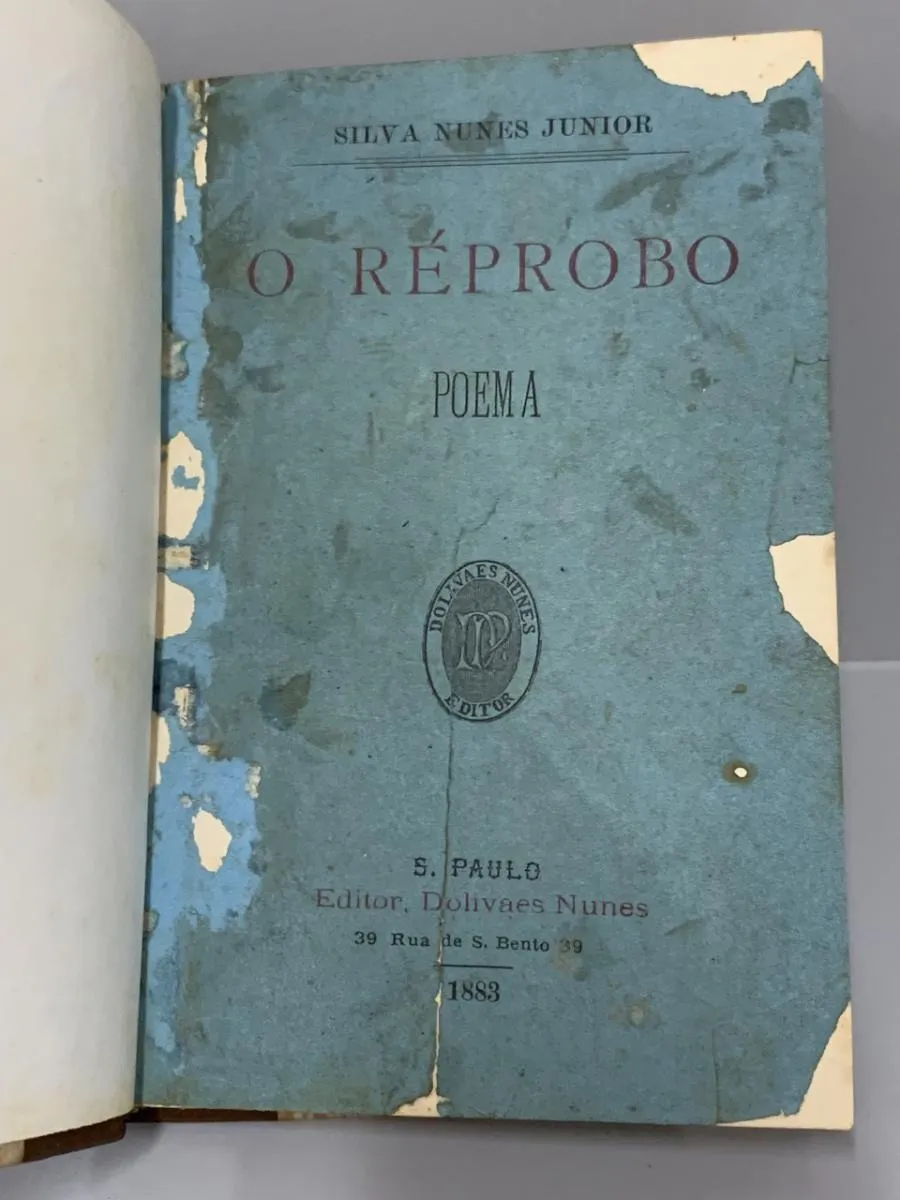 SILVA NUNES JUNIOR
O RÉPROBO
POEMA
DOLIVAES NUNES
EDITOR
S. PAULO
Editor, Dolivaes Nunes
39 Rua de S. Bento 39
1883